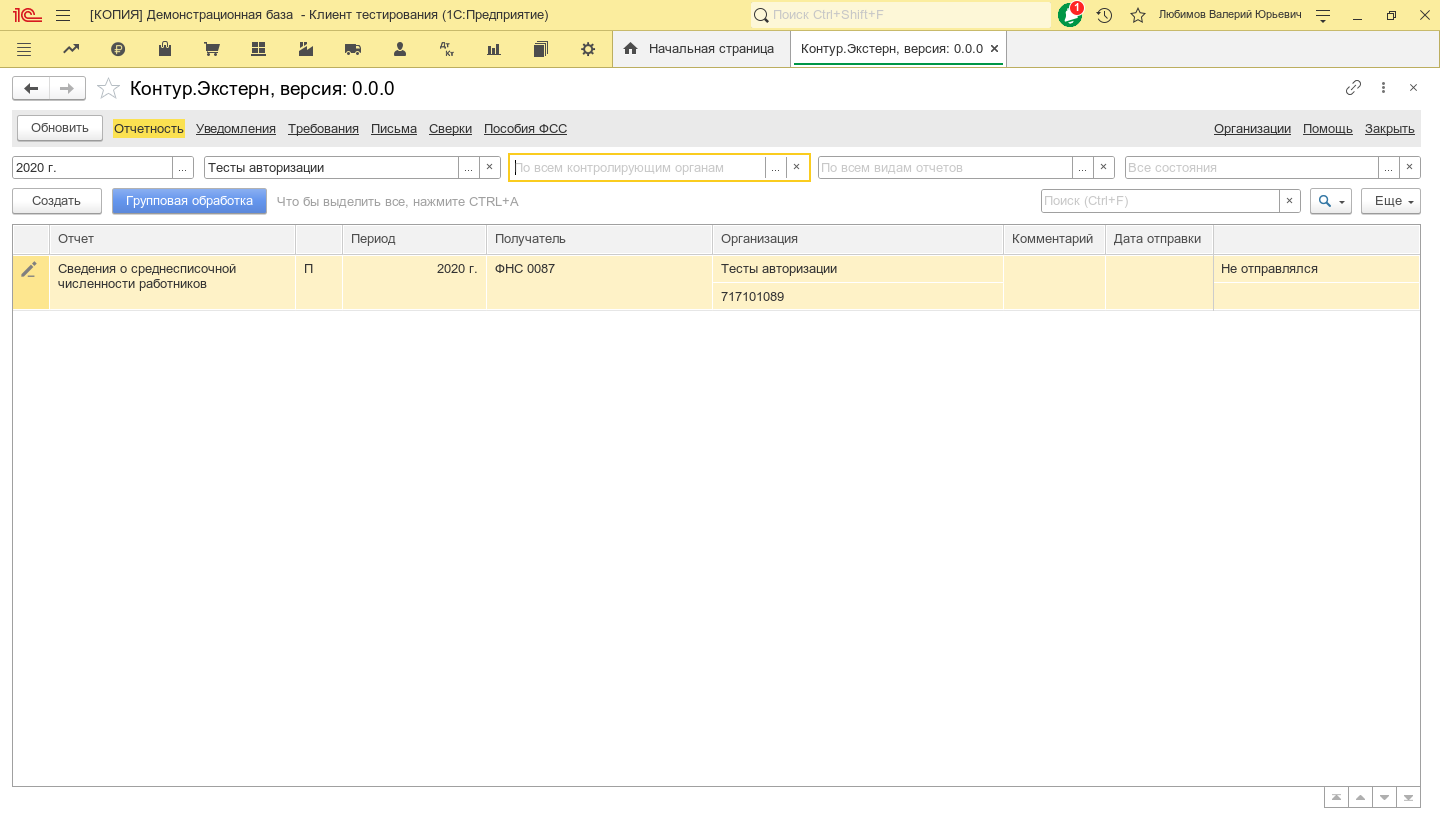 [КОПИЯ] Демонстрационная база - Клиент тестирования (1С:Предприятие)
Поиск Ctrl+Shift+F
1
Любимов Валерий Юрьевич
Дт
Кт
Начальная страница
Контур.Экстерн, версия: 0.0.0
Контур.Экстерн, версия: 0.0.0
Обновить
Отчетность
Уведомления
Требования
Письма
Сверки
Пособия ФСС
Организации
Помощь
Закрыть
2020 г.
...
Тесты авторизации
...
По всем контролирующим органам
...
По всем видам отчетов
...
Все состояния
...
Создать
Групповая обработка
Что бы выделить все, нажмите CTRL+A
Поиск (Ctrl+F)
Еще
Отчет
Период
Получатель
Организация
Комментарий
Дата отправки
Сведения о среднесписочной
численности работников
П
2020 г.
ФНС 0087
Тесты авторизации
717101089
Не отправлялся